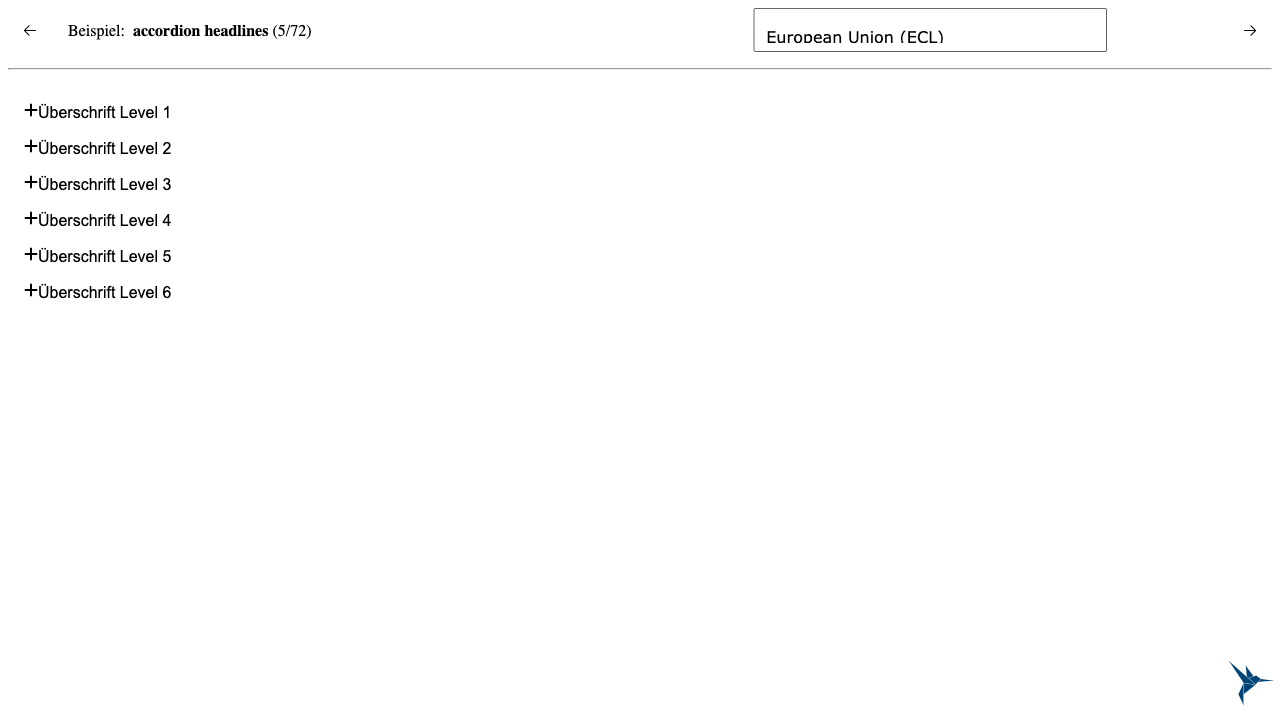 Beispiel: accordion headlines (5/72)
European Union (ECL)
Überschrift Level 1
Überschrift Level 2
Überschrift Level 3
Überschrift Level 4
Überschrift Level 5
Überschrift Level 6